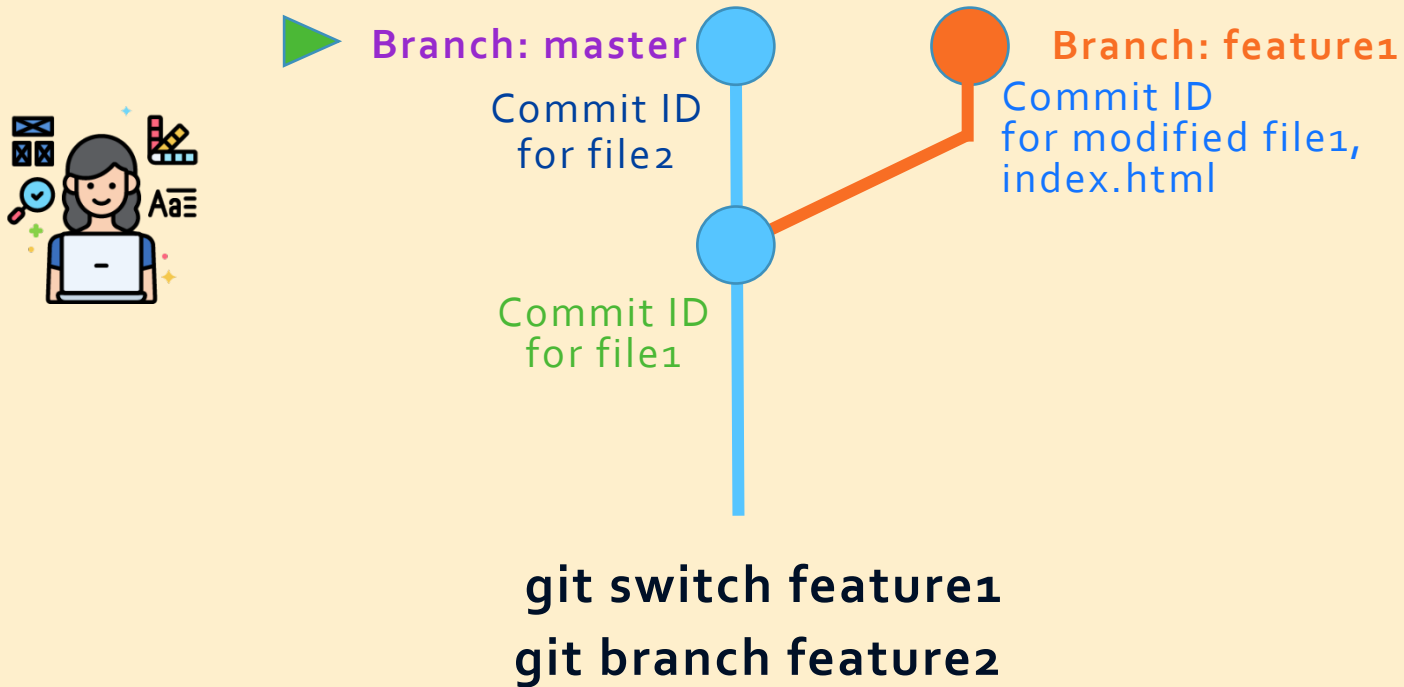 Branch: master
Branch: feature1
Commit ID
for file2
Commit ID
for modified file1,
index.html
Aa
Commit ID
for file1
git switch feature1
git branch feature2